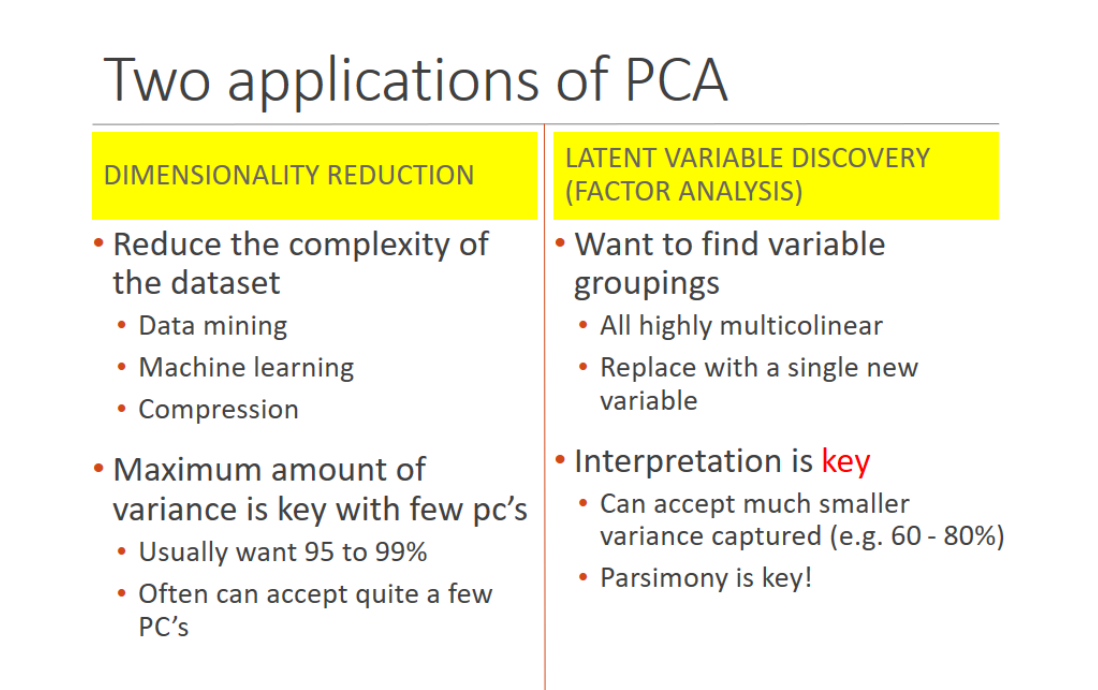 Two applications of PCA
DIMENSIONALITY REDUCTION
• Reduce the complexity of
the dataset
• Data mining
• Machine learning
• Compression
• Maximum amount of
variance is key with few pc’s
• Usually want 95 to 99%
• Often can accept quite a few
PC’s
LATENT VARIABLE DISCOVERY
(FACTOR ANALYSIS)
• Want to find variable
groupings
• All highly multicolinear
• Replace with a single new
variable
• Interpretation is key
• Can accept much smaller
variance captured (e.g. 60 - 80%)
• Parsimony is key!